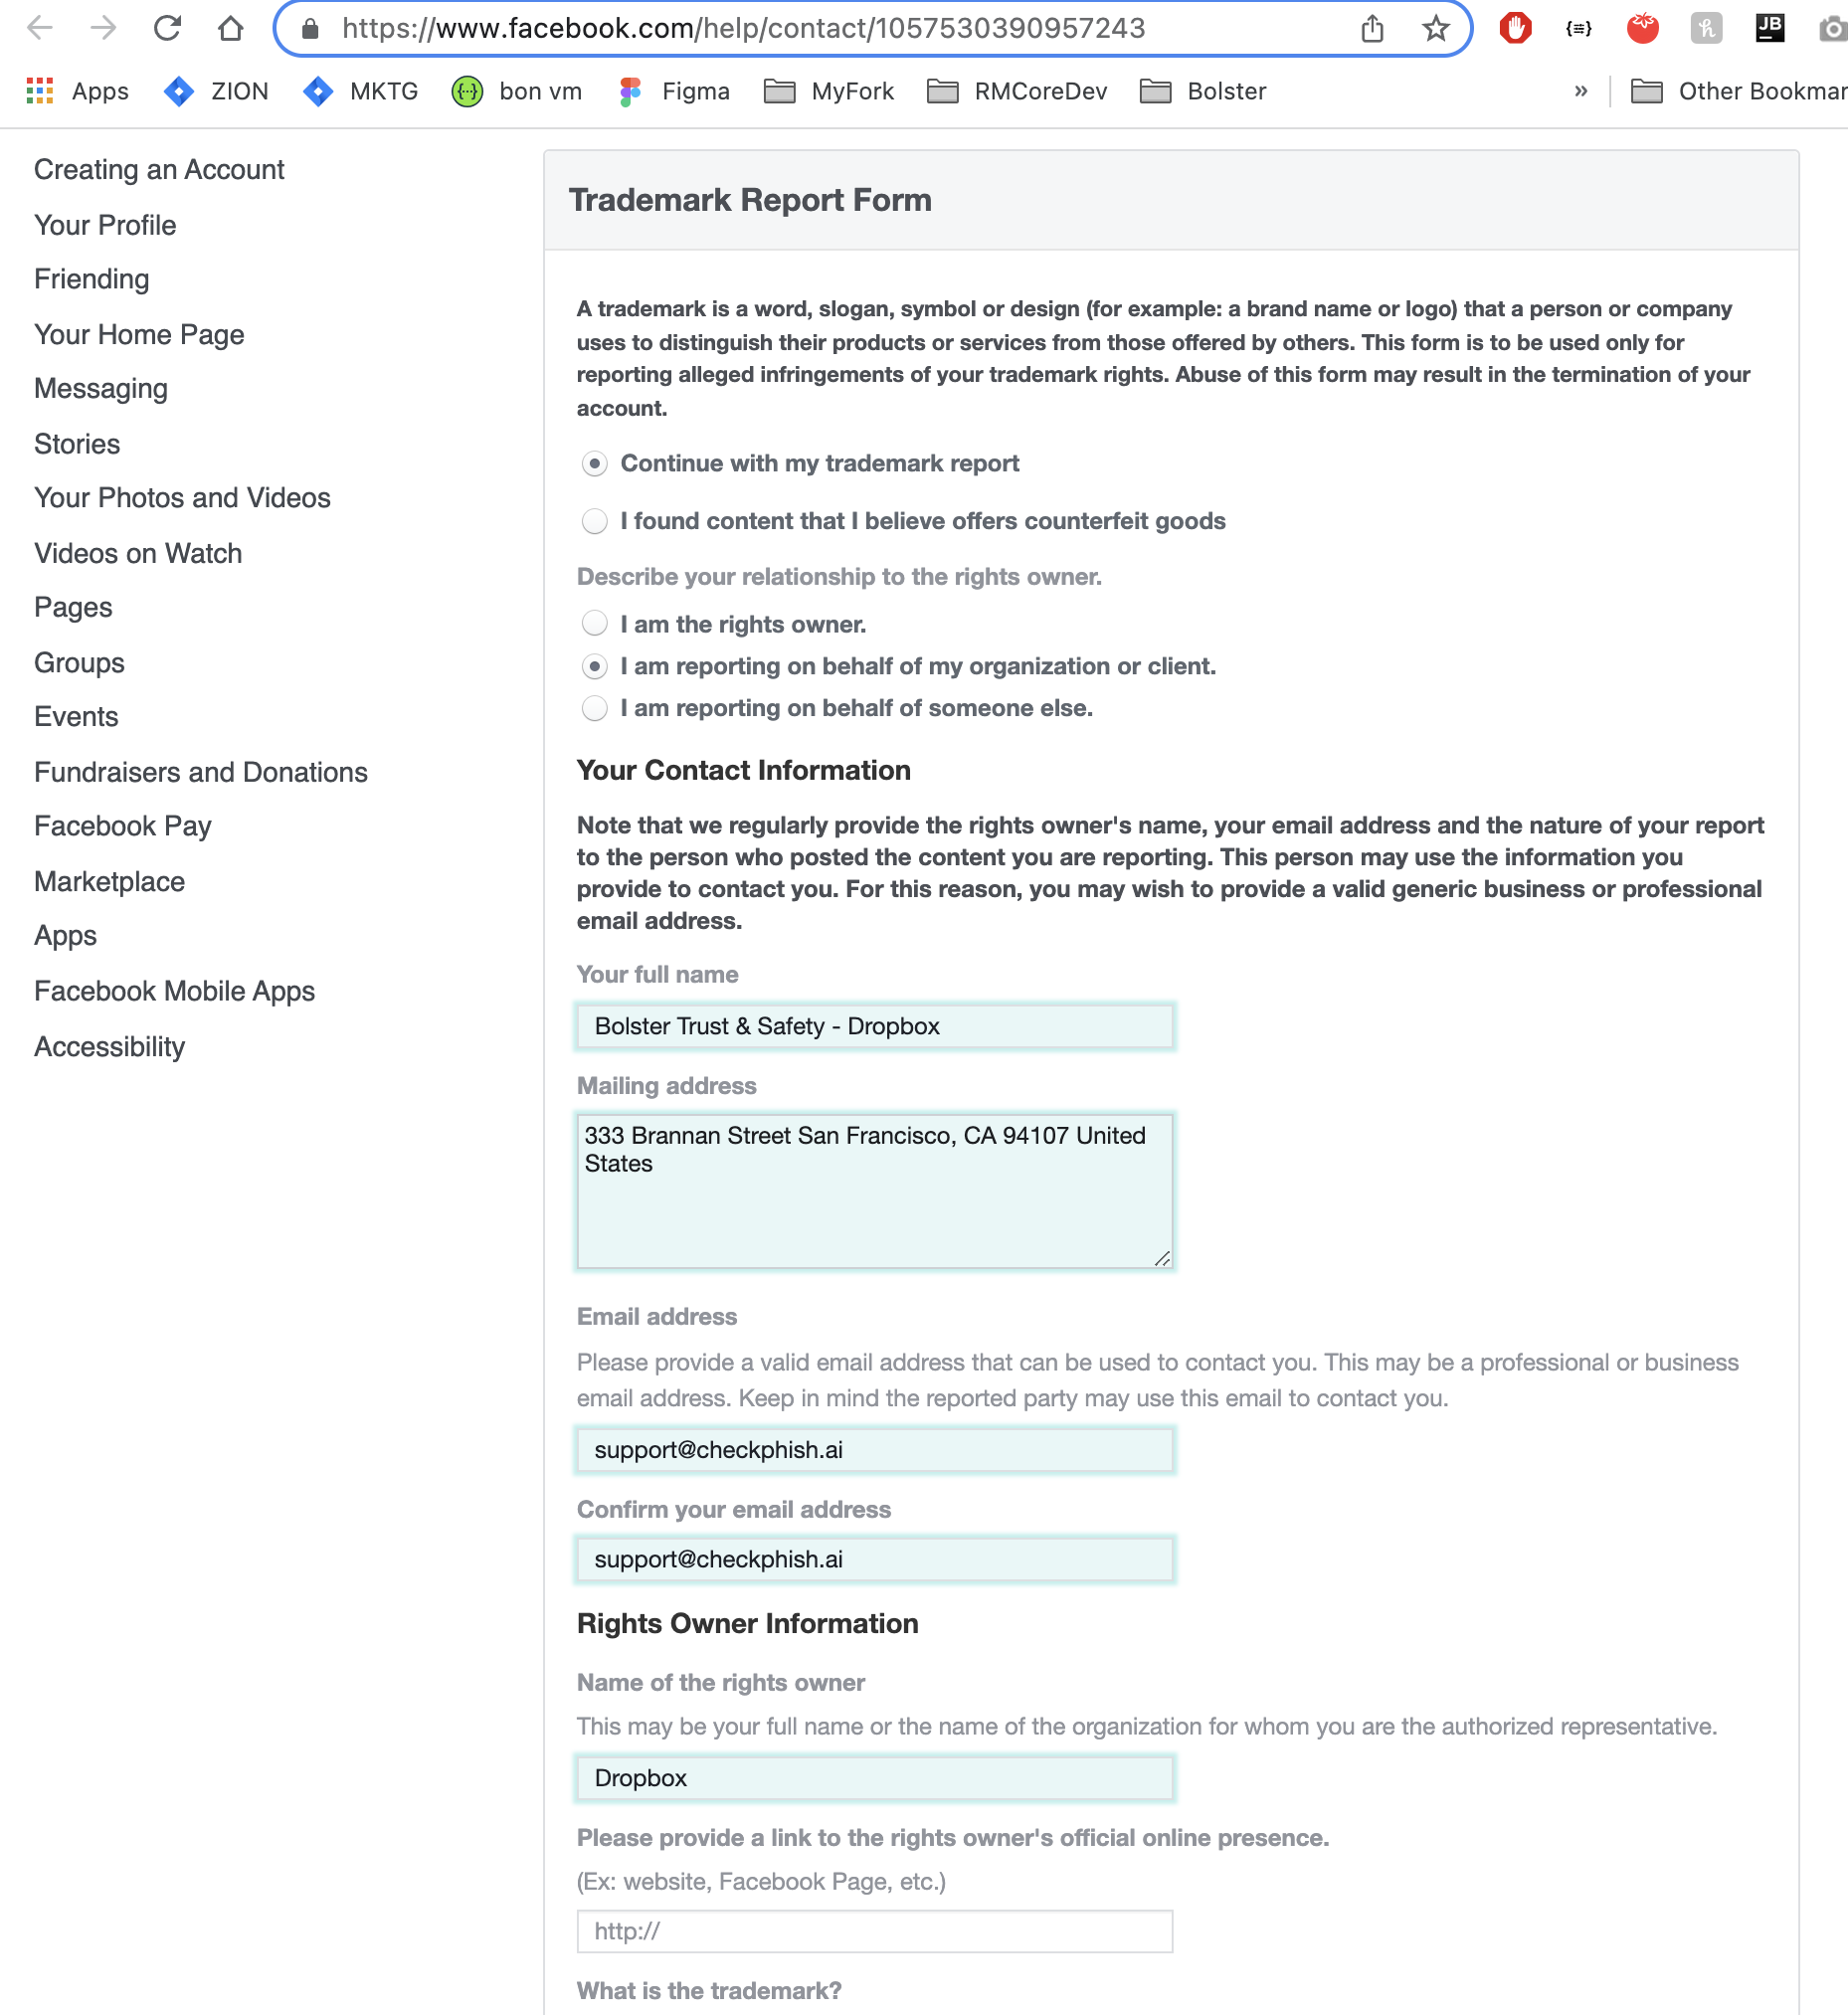 https://www.facebook.com/help/contact/1057530390957243
JB
Apps
ZION
MKTG
bon vm
Figma
MyFork
RMCoreDev
Bolster
»
Other Bookmar
Creating an Account
Your Profile
Friending
Your Home Page
Messaging
Stories
Your Photos and Videos
Videos on Watch
Pages
Groups
Events
Fundraisers and Donations
Facebook Pay
Marketplace
Apps
Facebook Mobile Apps
Accessibility
Trademark Report Form
A trademark is a word, slogan, symbol or design (for example: a brand name or logo) that a person or company
uses to distinguish their products or services from those offered by others. This form is to be used only for
reporting alleged infringements of your trademark rights. Abuse of this form may result in the termination of your
account.
Continue with my trademark report
I found content that I believe offers counterfeit goods
Describe your relationship to the rights owner.
I am the rights owner.
I am reporting on behalf of my organization or client.
I am reporting on behalf of someone else.
Your Contact Information
Note that we regularly provide the rights owner's name, your email address and the nature of your report
to the person who posted the content you are reporting. This person may use the information you
provide to contact you. For this reason, you may wish to provide a valid generic business or professional
email address.
Your full name
Bolster Trust & Safety - Dropbox
Mailing address
333 Brannan Street San Francisco, CA 94107 United
States
Email address
Please provide a valid email address that can be used to contact you. This may be a professional or business
email address. Keep in mind the reported party may use this email to contact you.
support@checkphish.ai
Confirm your email address
support@checkphish.ai
Rights Owner Information
Name of the rights owner
This may be your full name or the name of the organization for whom you are the authorized representative.
Dropbox
Please provide a link to the rights owner's official online presence.
(Ex: website, Facebook Page, etc.)
http://
What is the trademark?